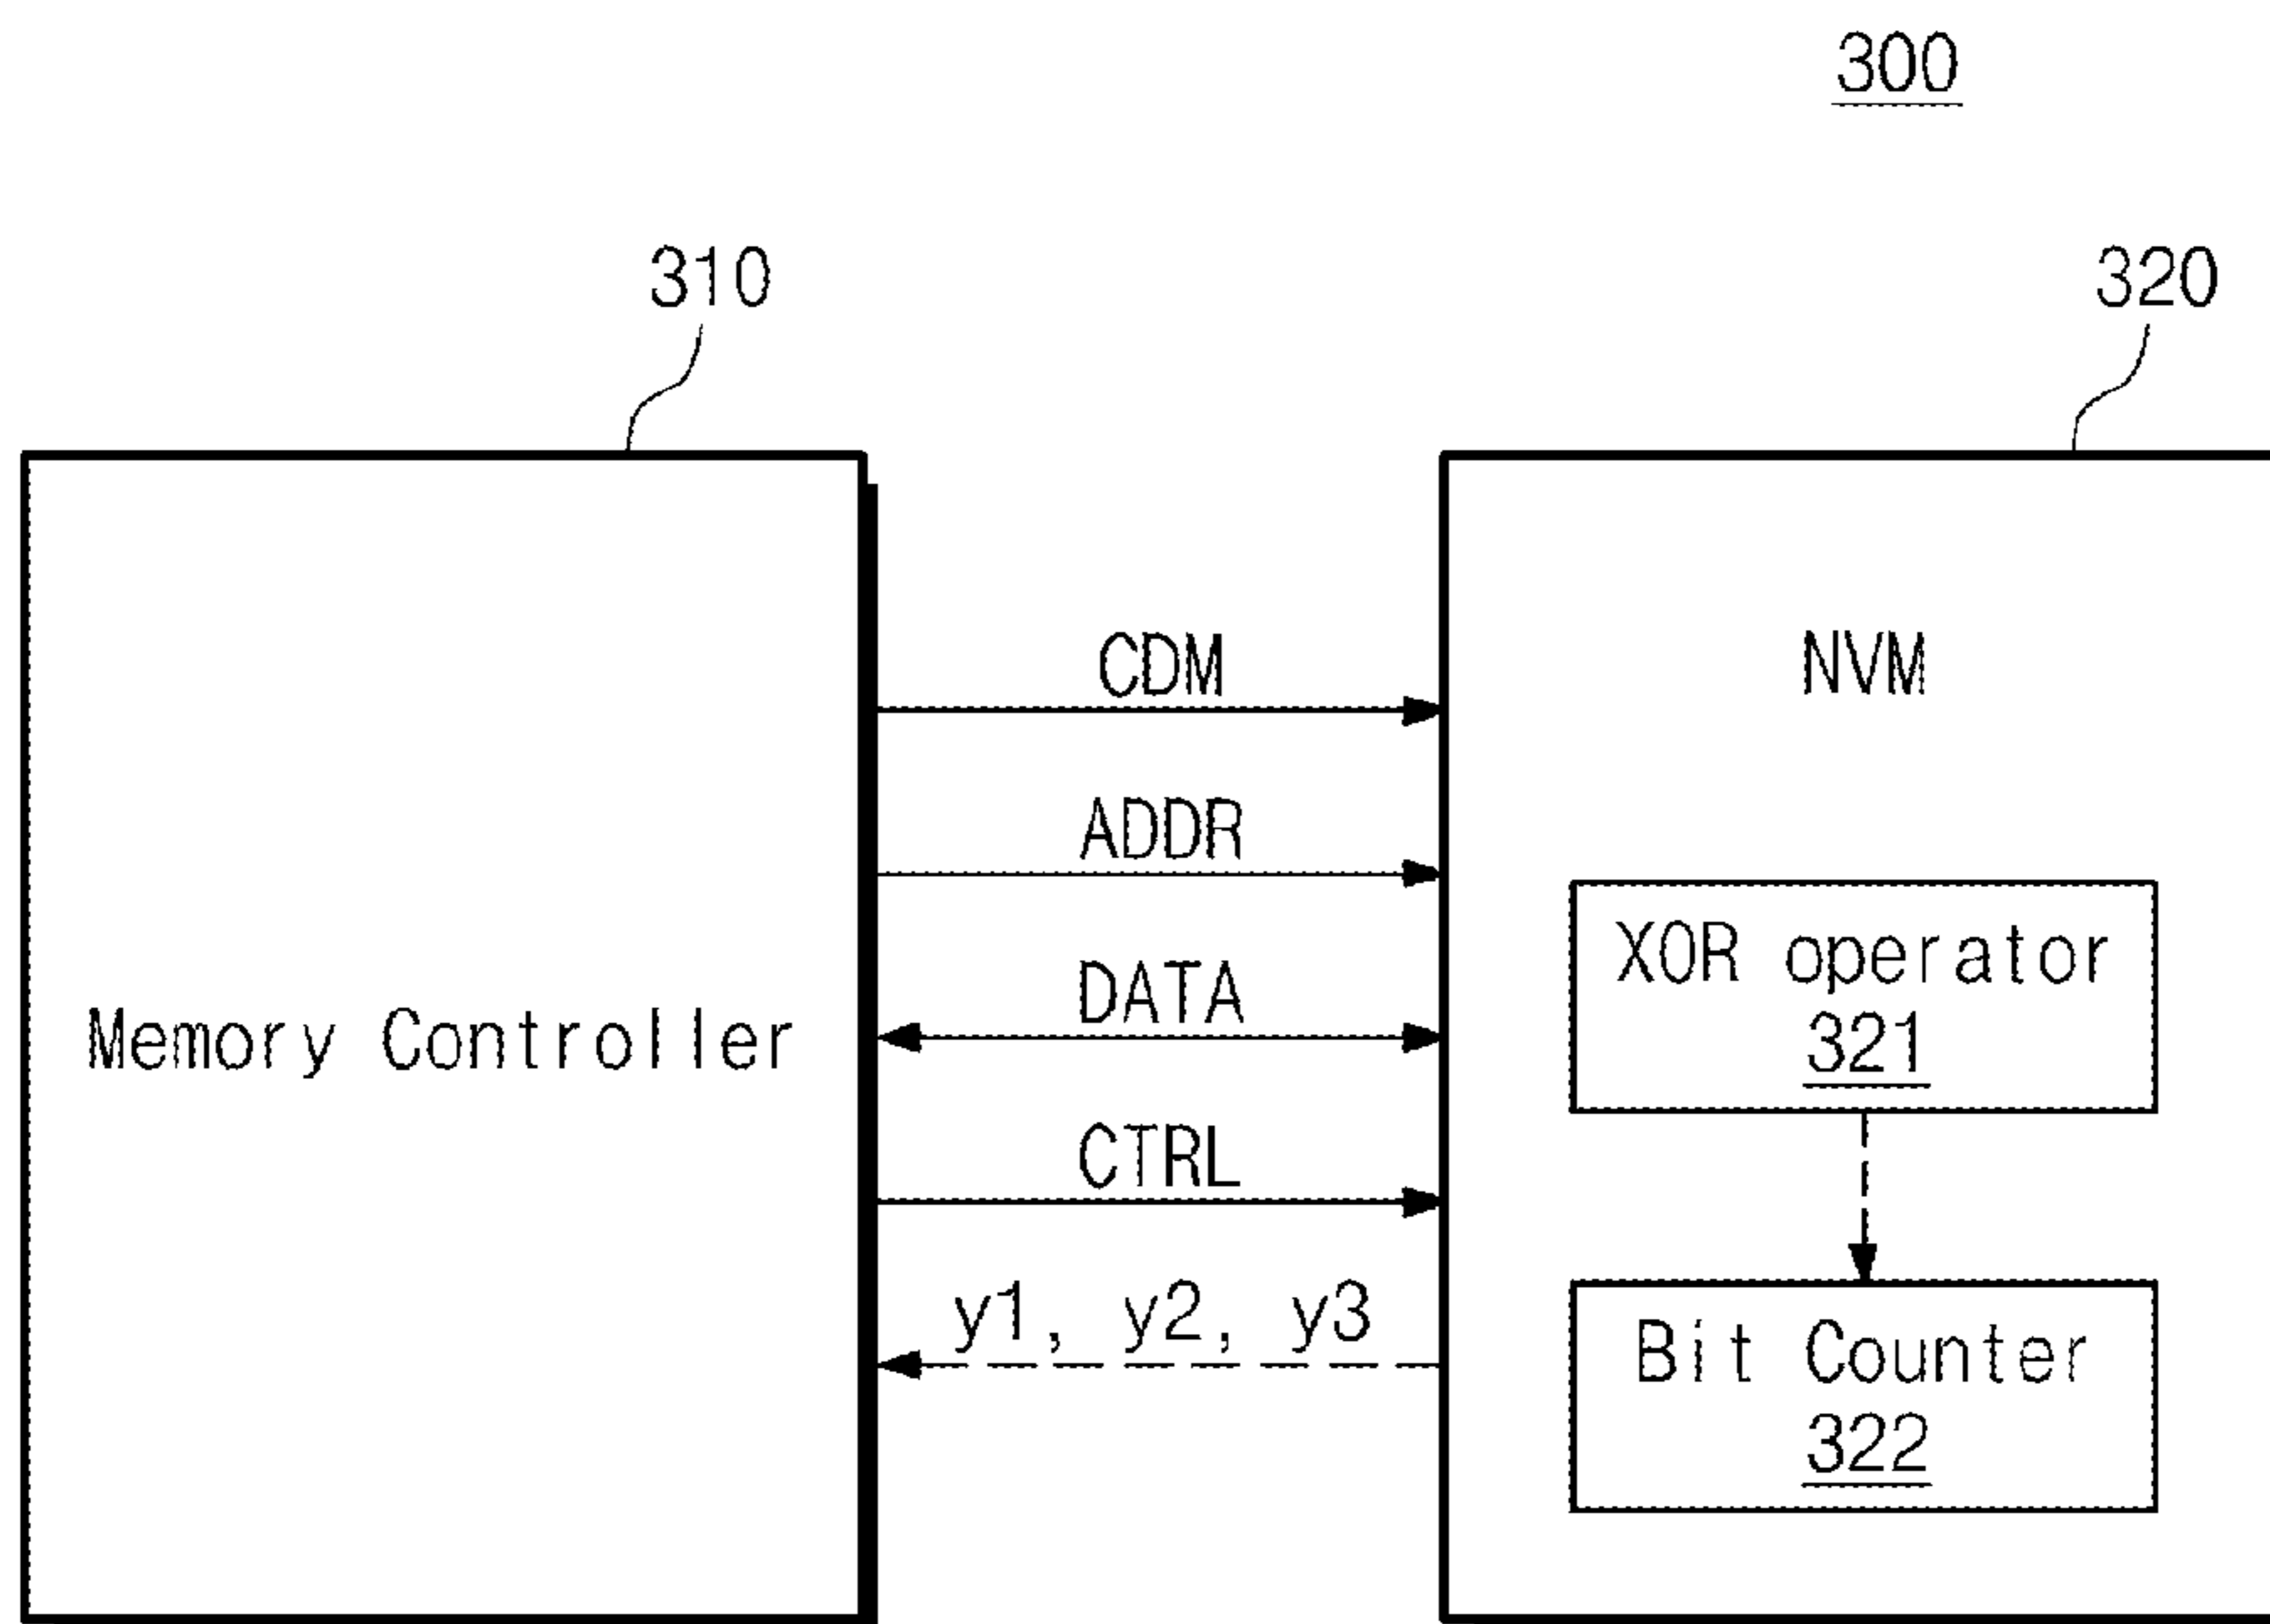 300
310
320
CDM
NVM
ADDR
XOR operator
321
DATA
Memory Controller
CTRL
y1, y2, y3
Bit Counter
322